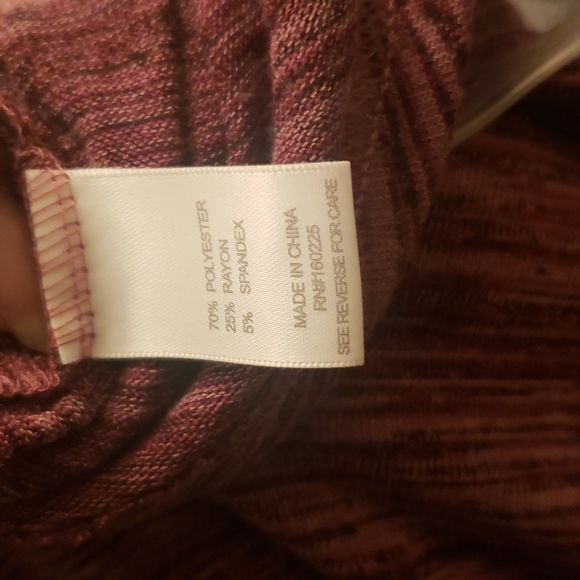 70% POLYESTER
25% RAYON
5% SPANDEX
MADE IN CHINA
RN#160225
SEE REVERSE FOR CARE